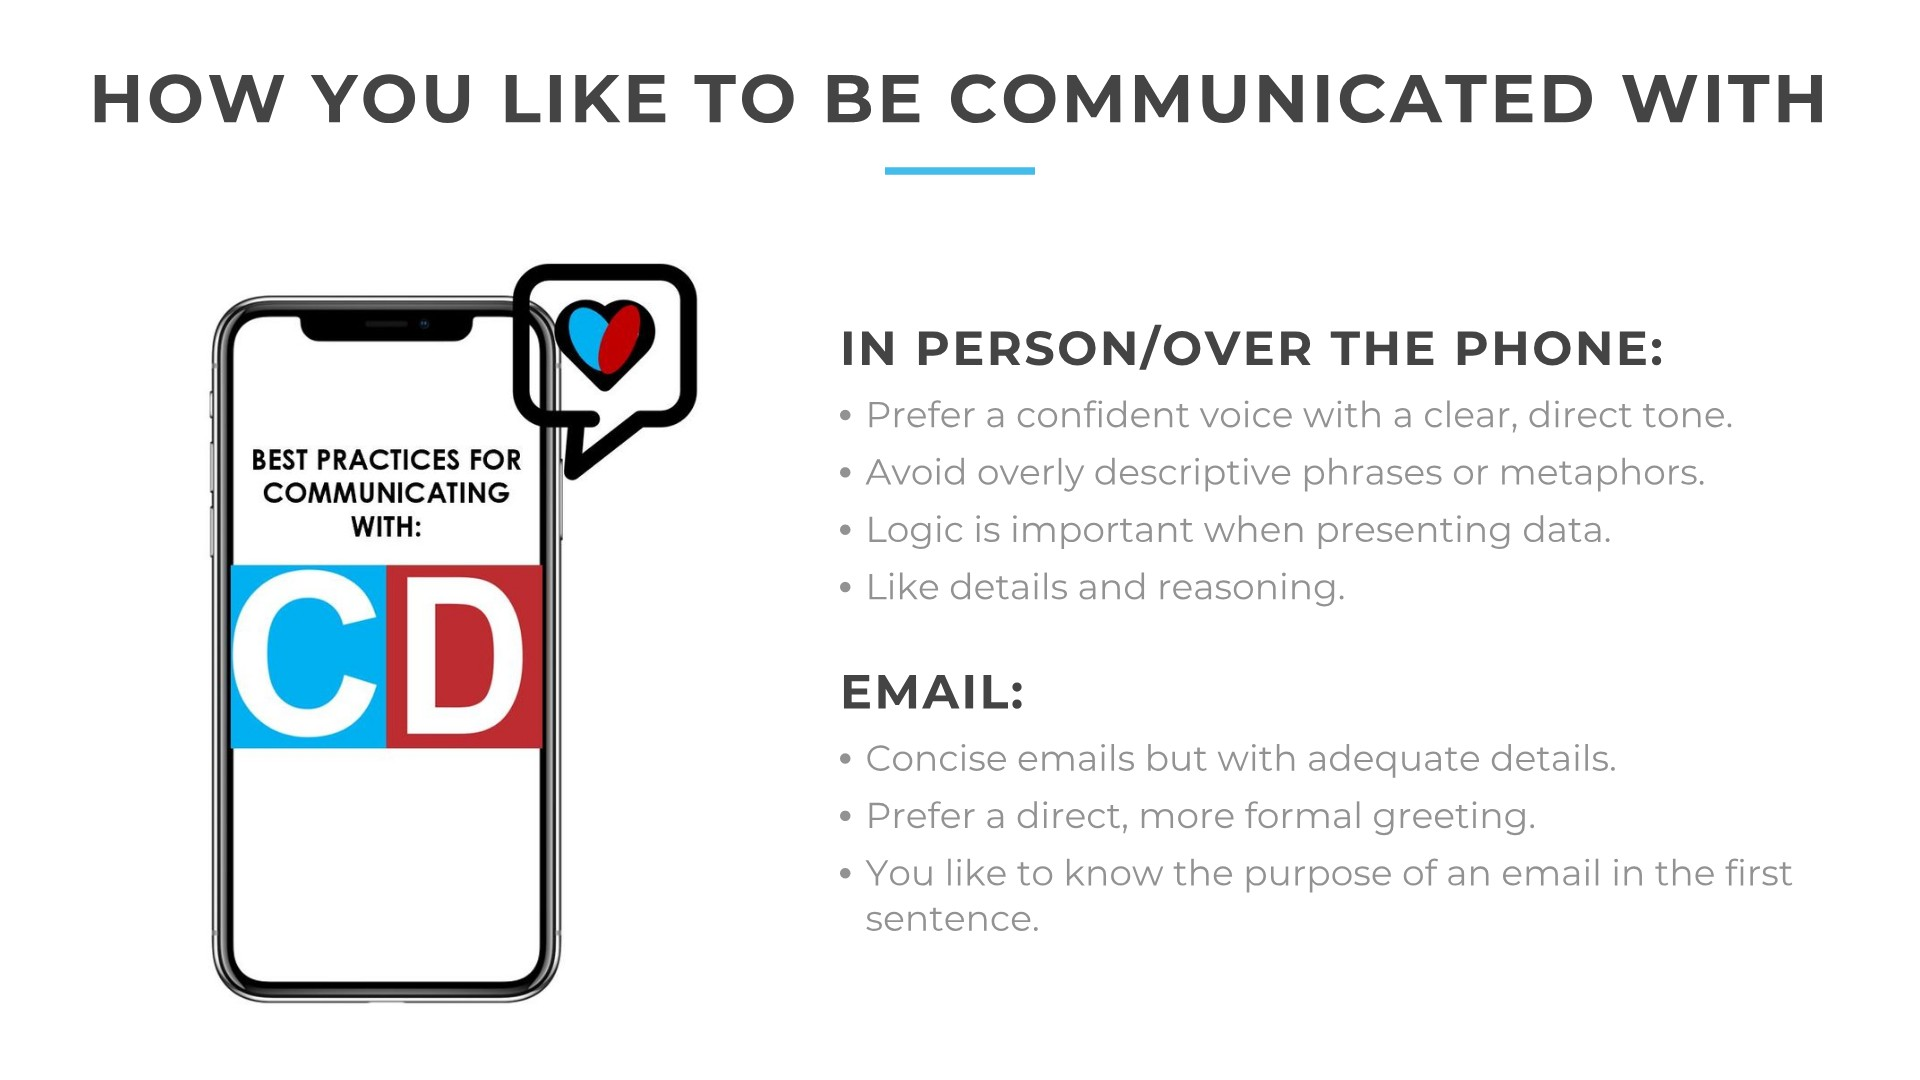 HOW YOU LIKE TO BE COMMUNICATED WITH
BEST PRACTICES FOR
COMMUNICATING
WITH:
CD
IN PERSON/OVER THE PHONE:
• Prefer a confident voice with a clear, direct tone.
• Avoid overly descriptive phrases or metaphors.
• Logic is important when presenting data.
• Like details and reasoning.
EMAIL:
• Concise emails but with adequate details.
• Prefer a direct, more formal greeting.
• You like to know the purpose of an email in the first
sentence.